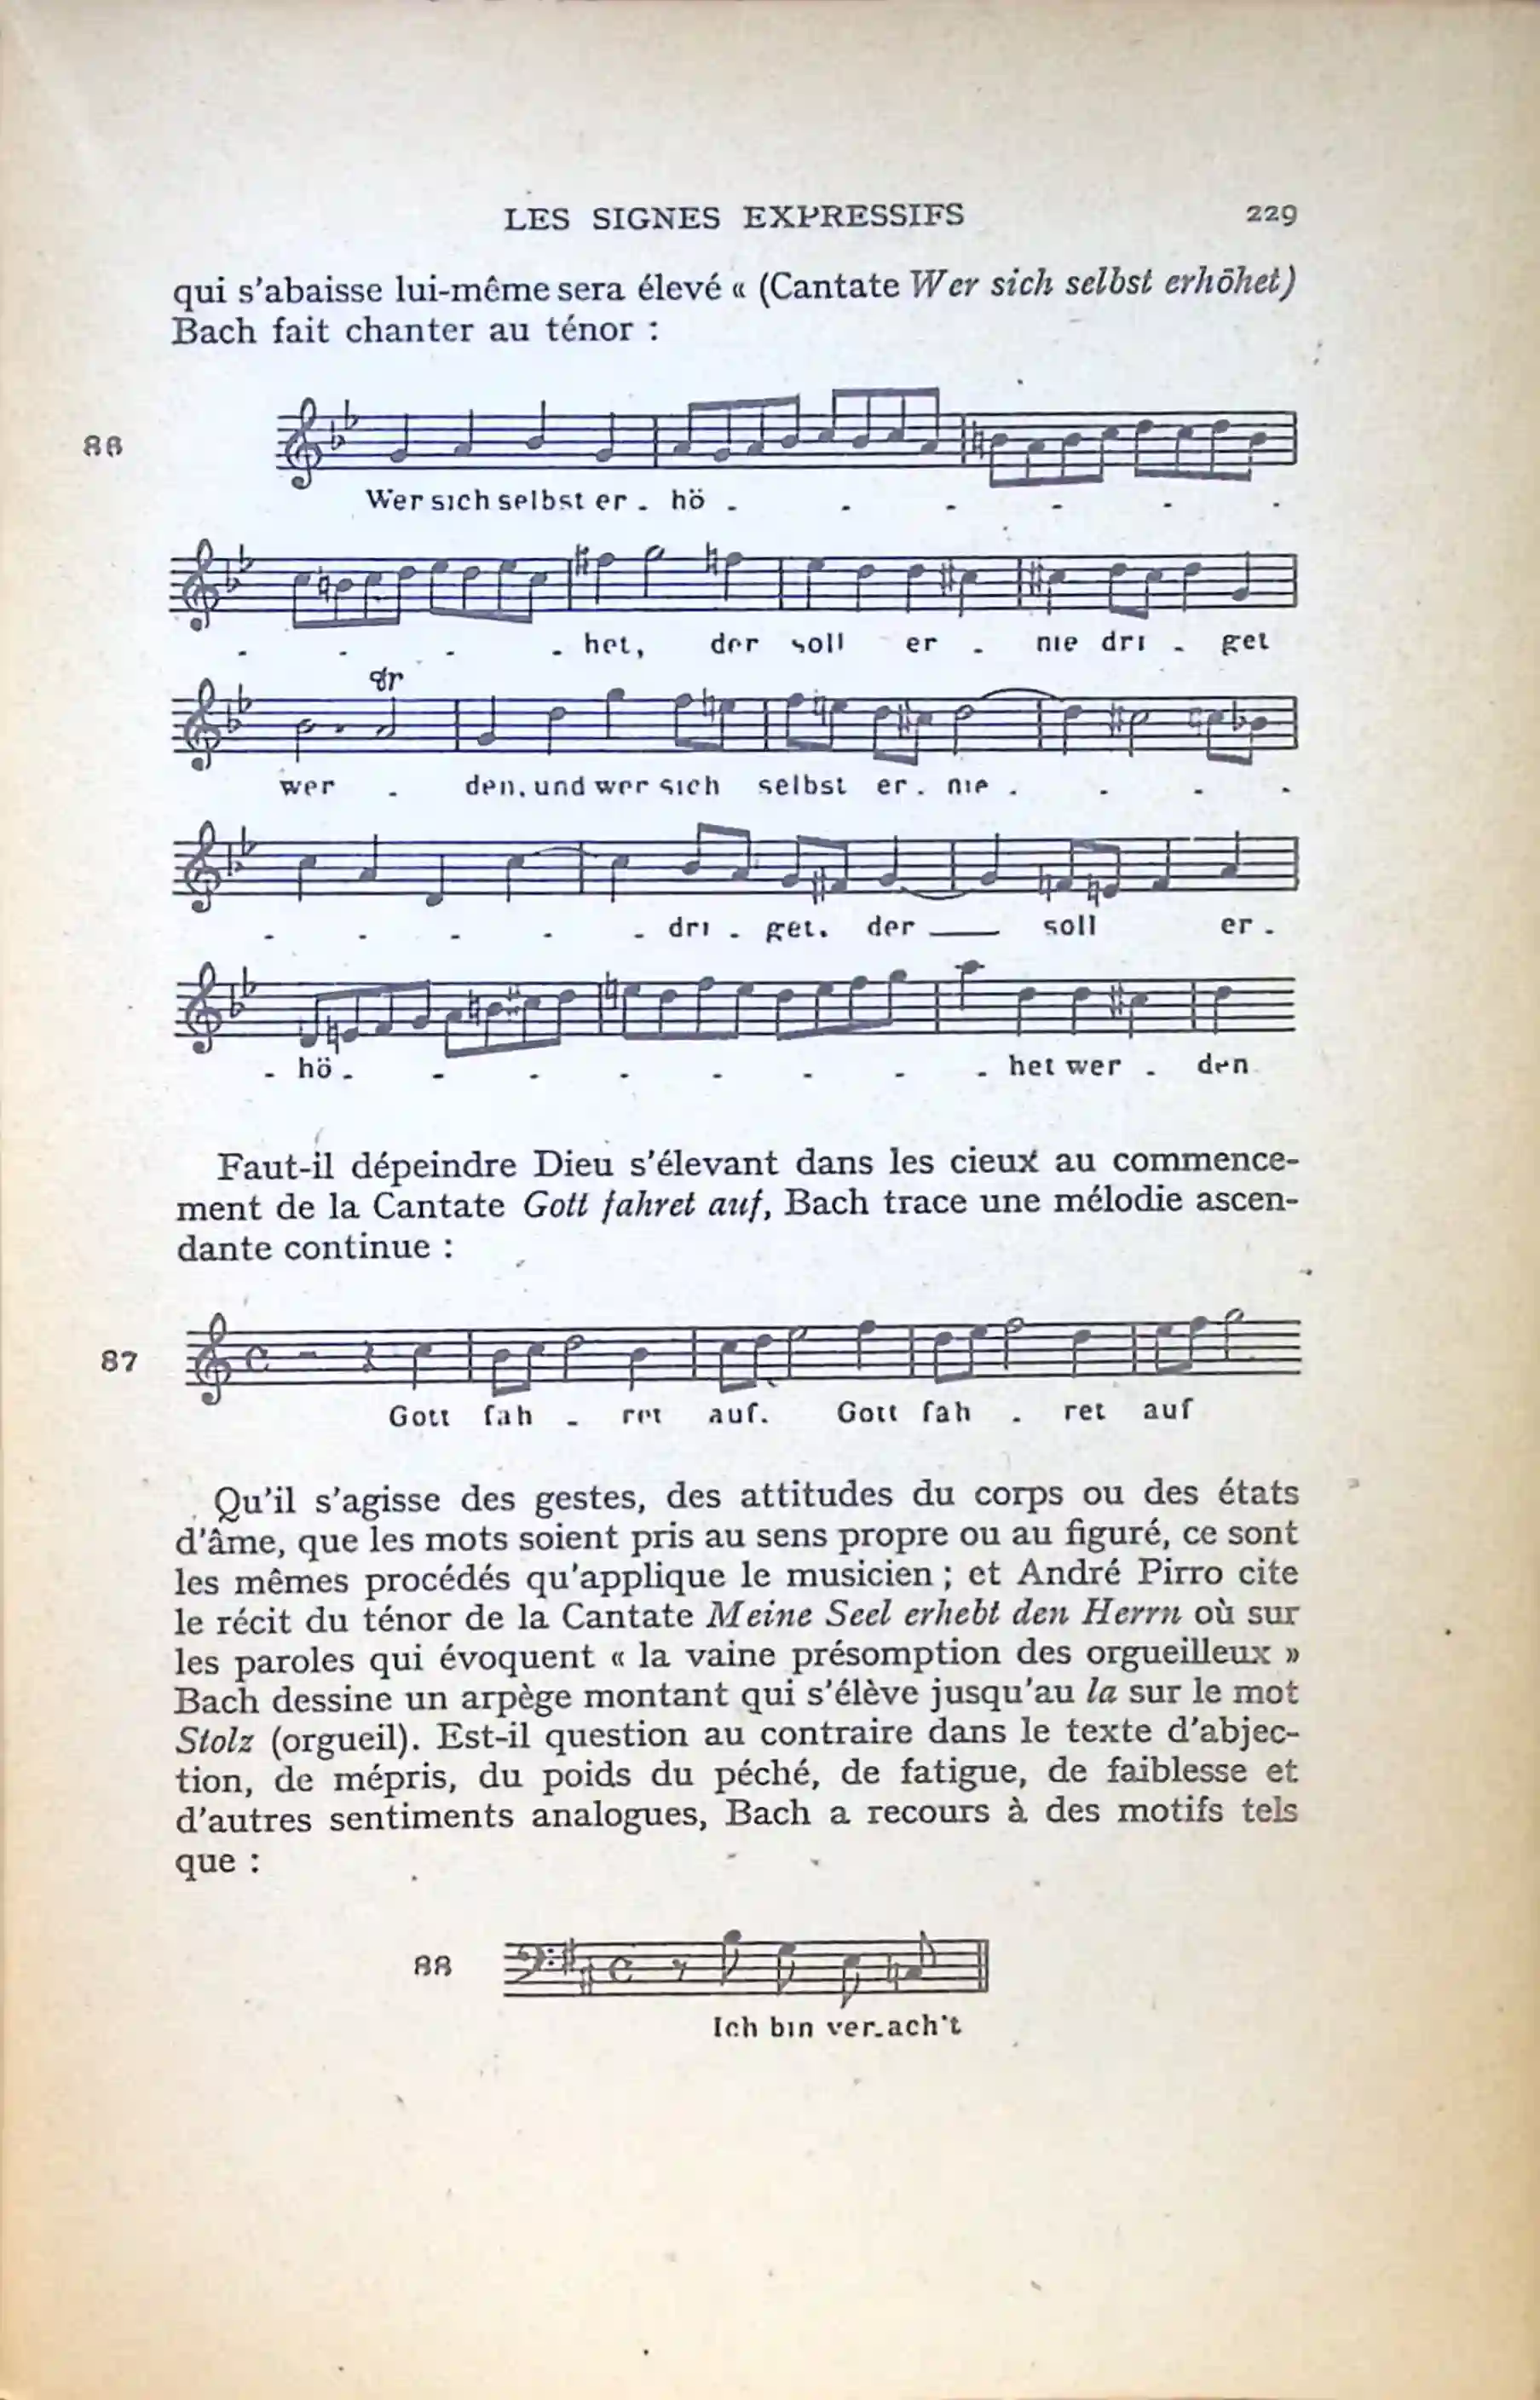 LES SIGNES EXPRESSIFS 229
qui s'abaisse lui-même sera élevé « (Cantate Wer sich selbst erhöhet)
Bach fait chanter au ténor :
86
Wer sich selbst er - hö - - - - - -
- - - - het, der soll er - nie dri - get
tr
wer - den, und wer sich selbst er - nie - - - -
- - - - - dri - get. der soll er -
- hö - - - - - - - - het wer - den
Faut-il dépeindre Dieu s'élevant dans les cieux au commence-
ment de la Cantate Gott fahret auf, Bach trace une mélodie ascen-
dante continue :
87
Gott fah - ret auf. Gott fah - ret auf
Qu'il s'agisse des gestes, des attitudes du corps ou des états
d'âme, que les mots soient pris au sens propre ou au figuré, ce sont
les mêmes procédés qu'applique le musicien ; et André Pirro cite
le récit du ténor de la Cantate Meine Seel erhebt den Herrn où sur
les paroles qui évoquent « la vaine présomption des orgueilleux »
Bach dessine un arpège montant qui s'élève jusqu'au la sur le mot
Stolz (orgueil). Est-il question au contraire dans le texte d'abjec-
tion, de mépris, du poids du péché, de fatigue, de faiblesse et
d'autres sentiments analogues, Bach a recours à des motifs tels
que :
88
Ich bin ver-ach't